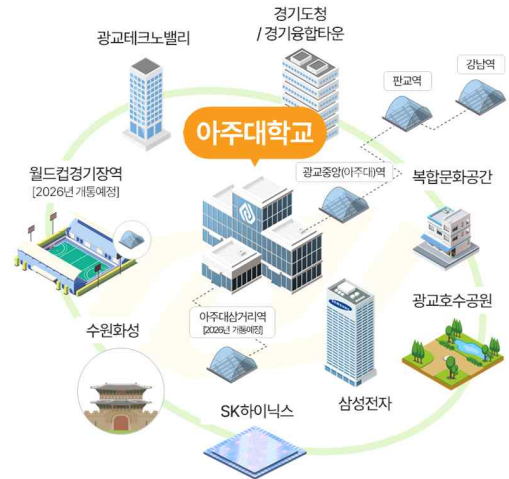 경기도청
/ 경기융합타운
광교테크노밸리
강남역
판교역
아주대학교
월드컵경기장역
[2026년 개통예정]
광교중앙(아주대)역
복합문화공간
광교호수공원
아주대삼거리역
[2026년 개통예정]
수원화성
삼성전자
SK하이닉스